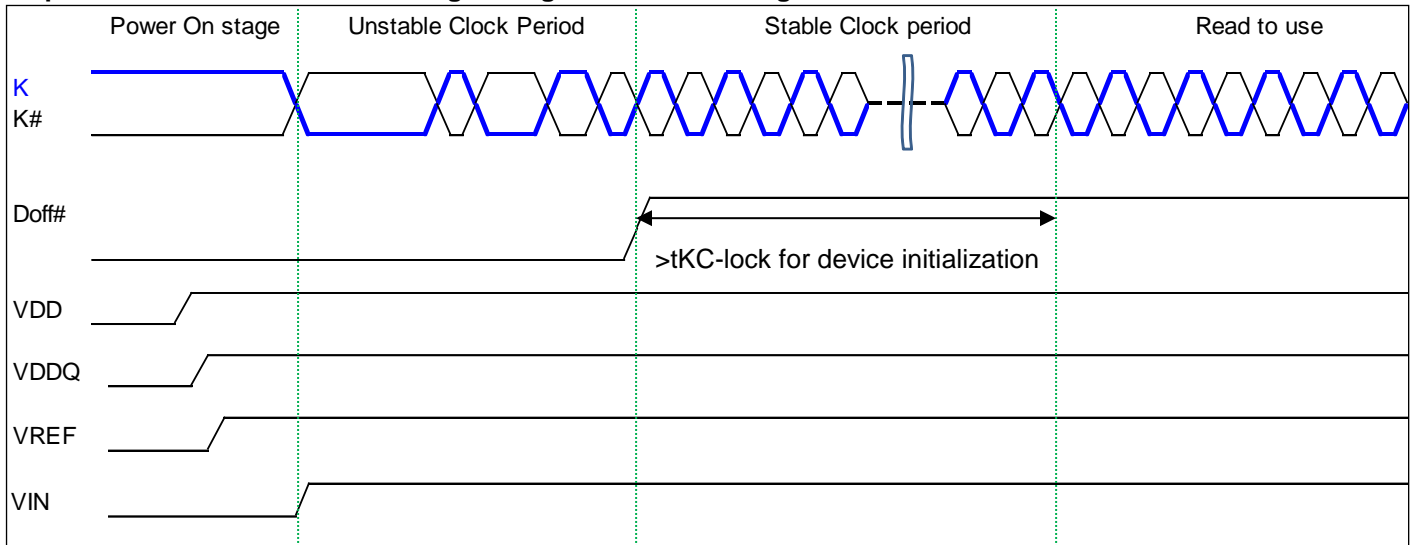 Power On stage
Unstable Clock Period
Stable Clock period
Read to use
K
K#
Doff#
>tKC-lock for device initialization
VDD
VDDQ
VREF
VIN